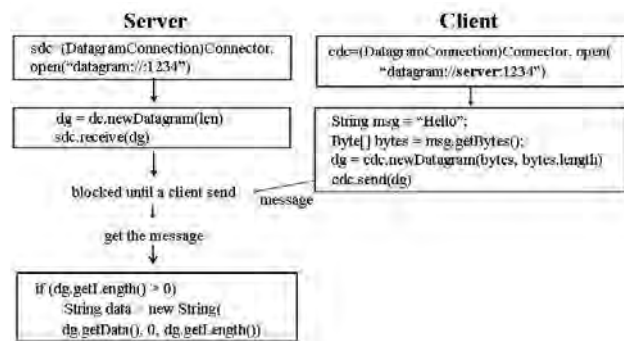 Server
sdc=(DatagramConnection)Connector.
open(“datagram://:1234”)
dg = dc.newDatagram(len)
sdc.receive(dg)
blocked until a client send
get the message
if (dg.getLength() > 0)
String data = new String(
dg.getData(), 0, dg.getLength())
Client
cdc=(DatagramConnection)Connector. open(
“datagram://server:1234”)
String msg = “Hello”;
Byte[] bytes = msg.getBytes();
dg = cdc.newDatagram(bytes, bytes.length)
cdc.send(dg)
message